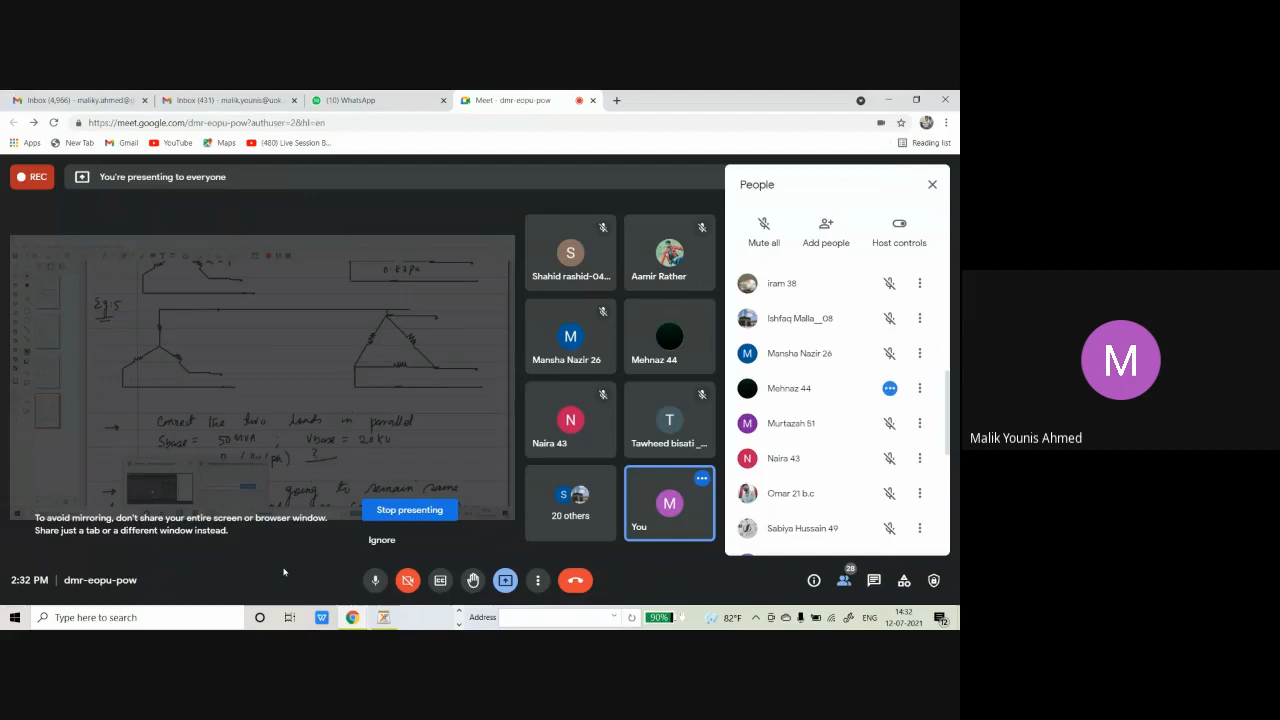 Inbox (4,966) - maliky.ahmed@g
Inbox (431) - malik.younis@uok
(10) WhatsApp
Meet - dmr-eopu-pow
https://meet.google.com/dmr-eopu-pow?authuser=2&hl=en
Apps
New Tab
Gmail
YouTube
Maps
(480) Live Session B...
Reading list
REC
You're presenting to everyone
People
Mute all
Add people
Host controls
S
Shahid rashid-04...
Aamir Rather
M
Mansha Nazir 26
Mehnaz 44
N
Naira 43
T
Tawheed bisati _...
S
20 others
M
You
iram 38
Ishfaq Malla__08
M
Mansha Nazir 26
Mehnaz 44
M
Murtazah 51
N
Naira 43
Omar 21 b.c
Sabiya Hussain 49
Eg:5
Connect the two loads in parallel
Sbase = 50 MVA ; Vbase = 20 kV
going to remain same
To avoid mirroring, don't share your entire screen or browser window.
Share just a tab or a different window instead.
Stop presenting
Ignore
2:32 PM | dmr-eopu-pow
28
Type here to search
Address
90%
82°F
ENG
14:32
12-07-2021
M
Malik Younis Ahmed